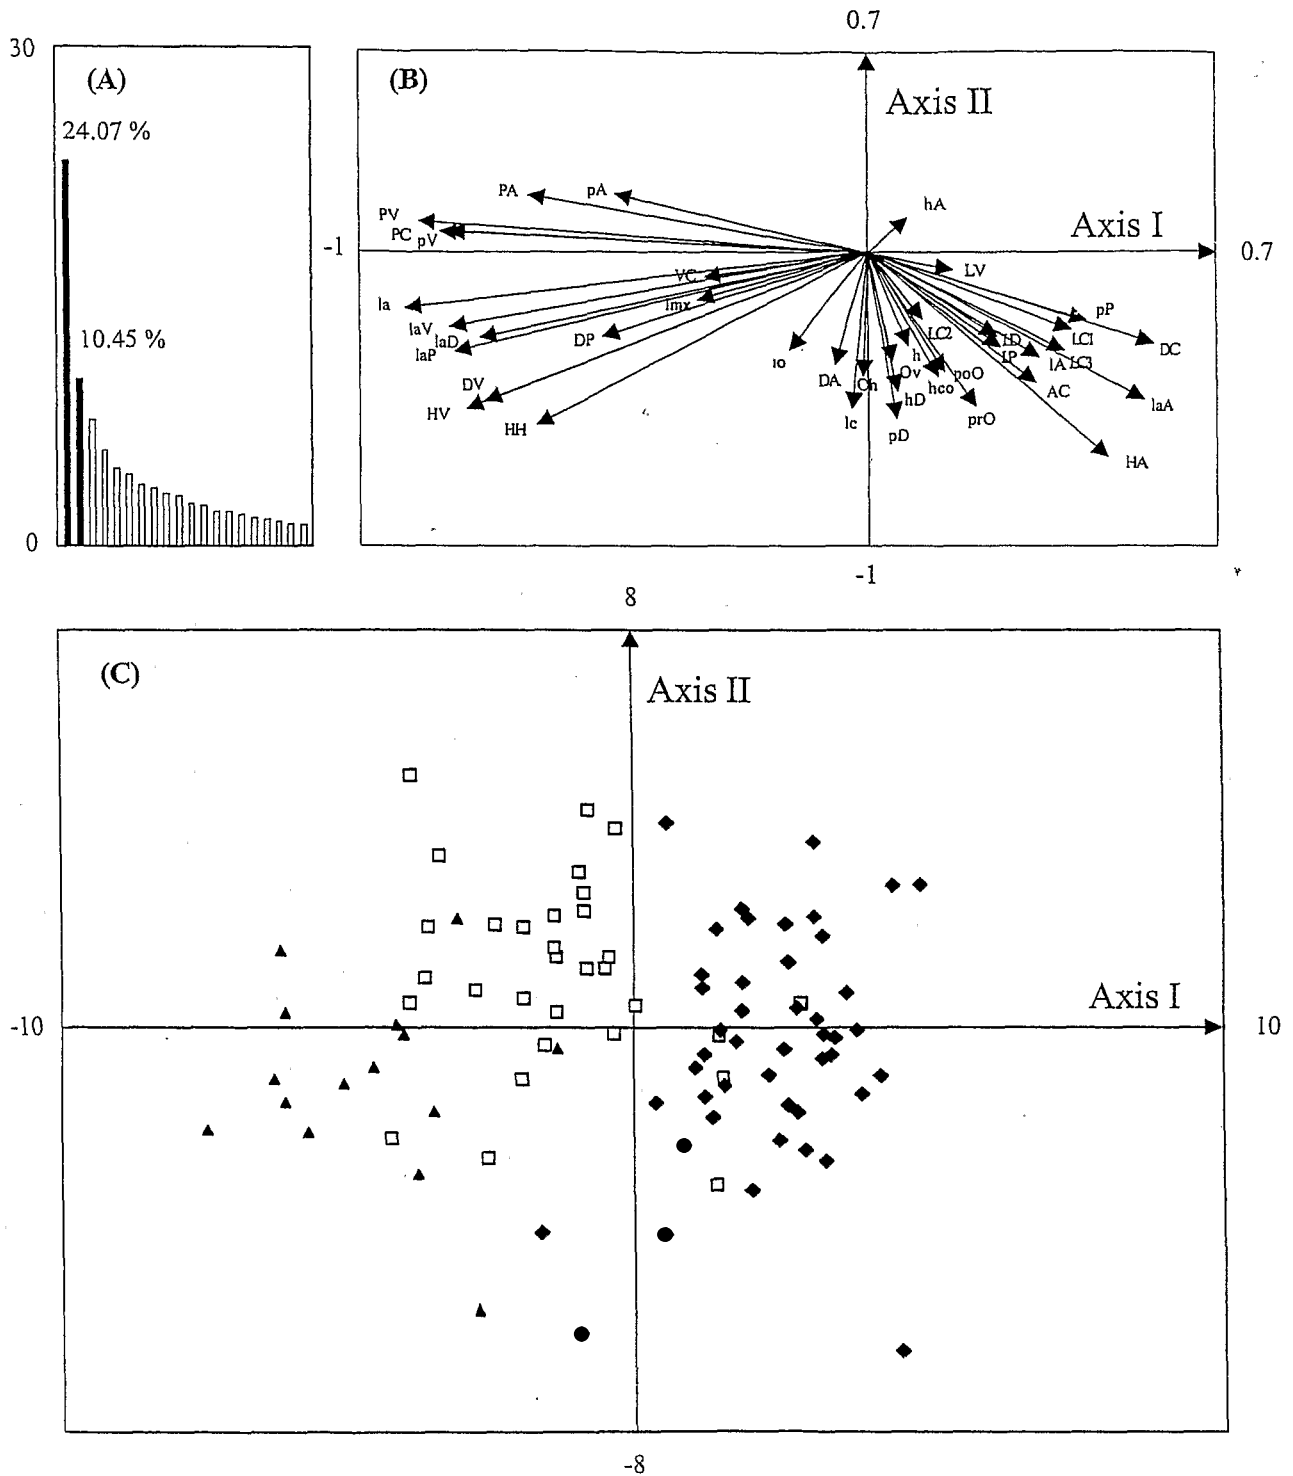 30
(A)
24.07 %
10.45 %
0
0.7
(B)
Axis II
PA
pA
hA
PV
PC
pV
Axis I
-1
0.7
VC
LV
la
lmx
pP
laV
laD
DP
LC2
LD
LC1
DC
laP
io
h
LP
lA
LC3
DV
DA
Ch
Ov
hco
poO
AC
laA
HV
HH
lc
hD
pD
prO
HA
-1
8
(C)
Axis II
Axis I
-10
10
-8